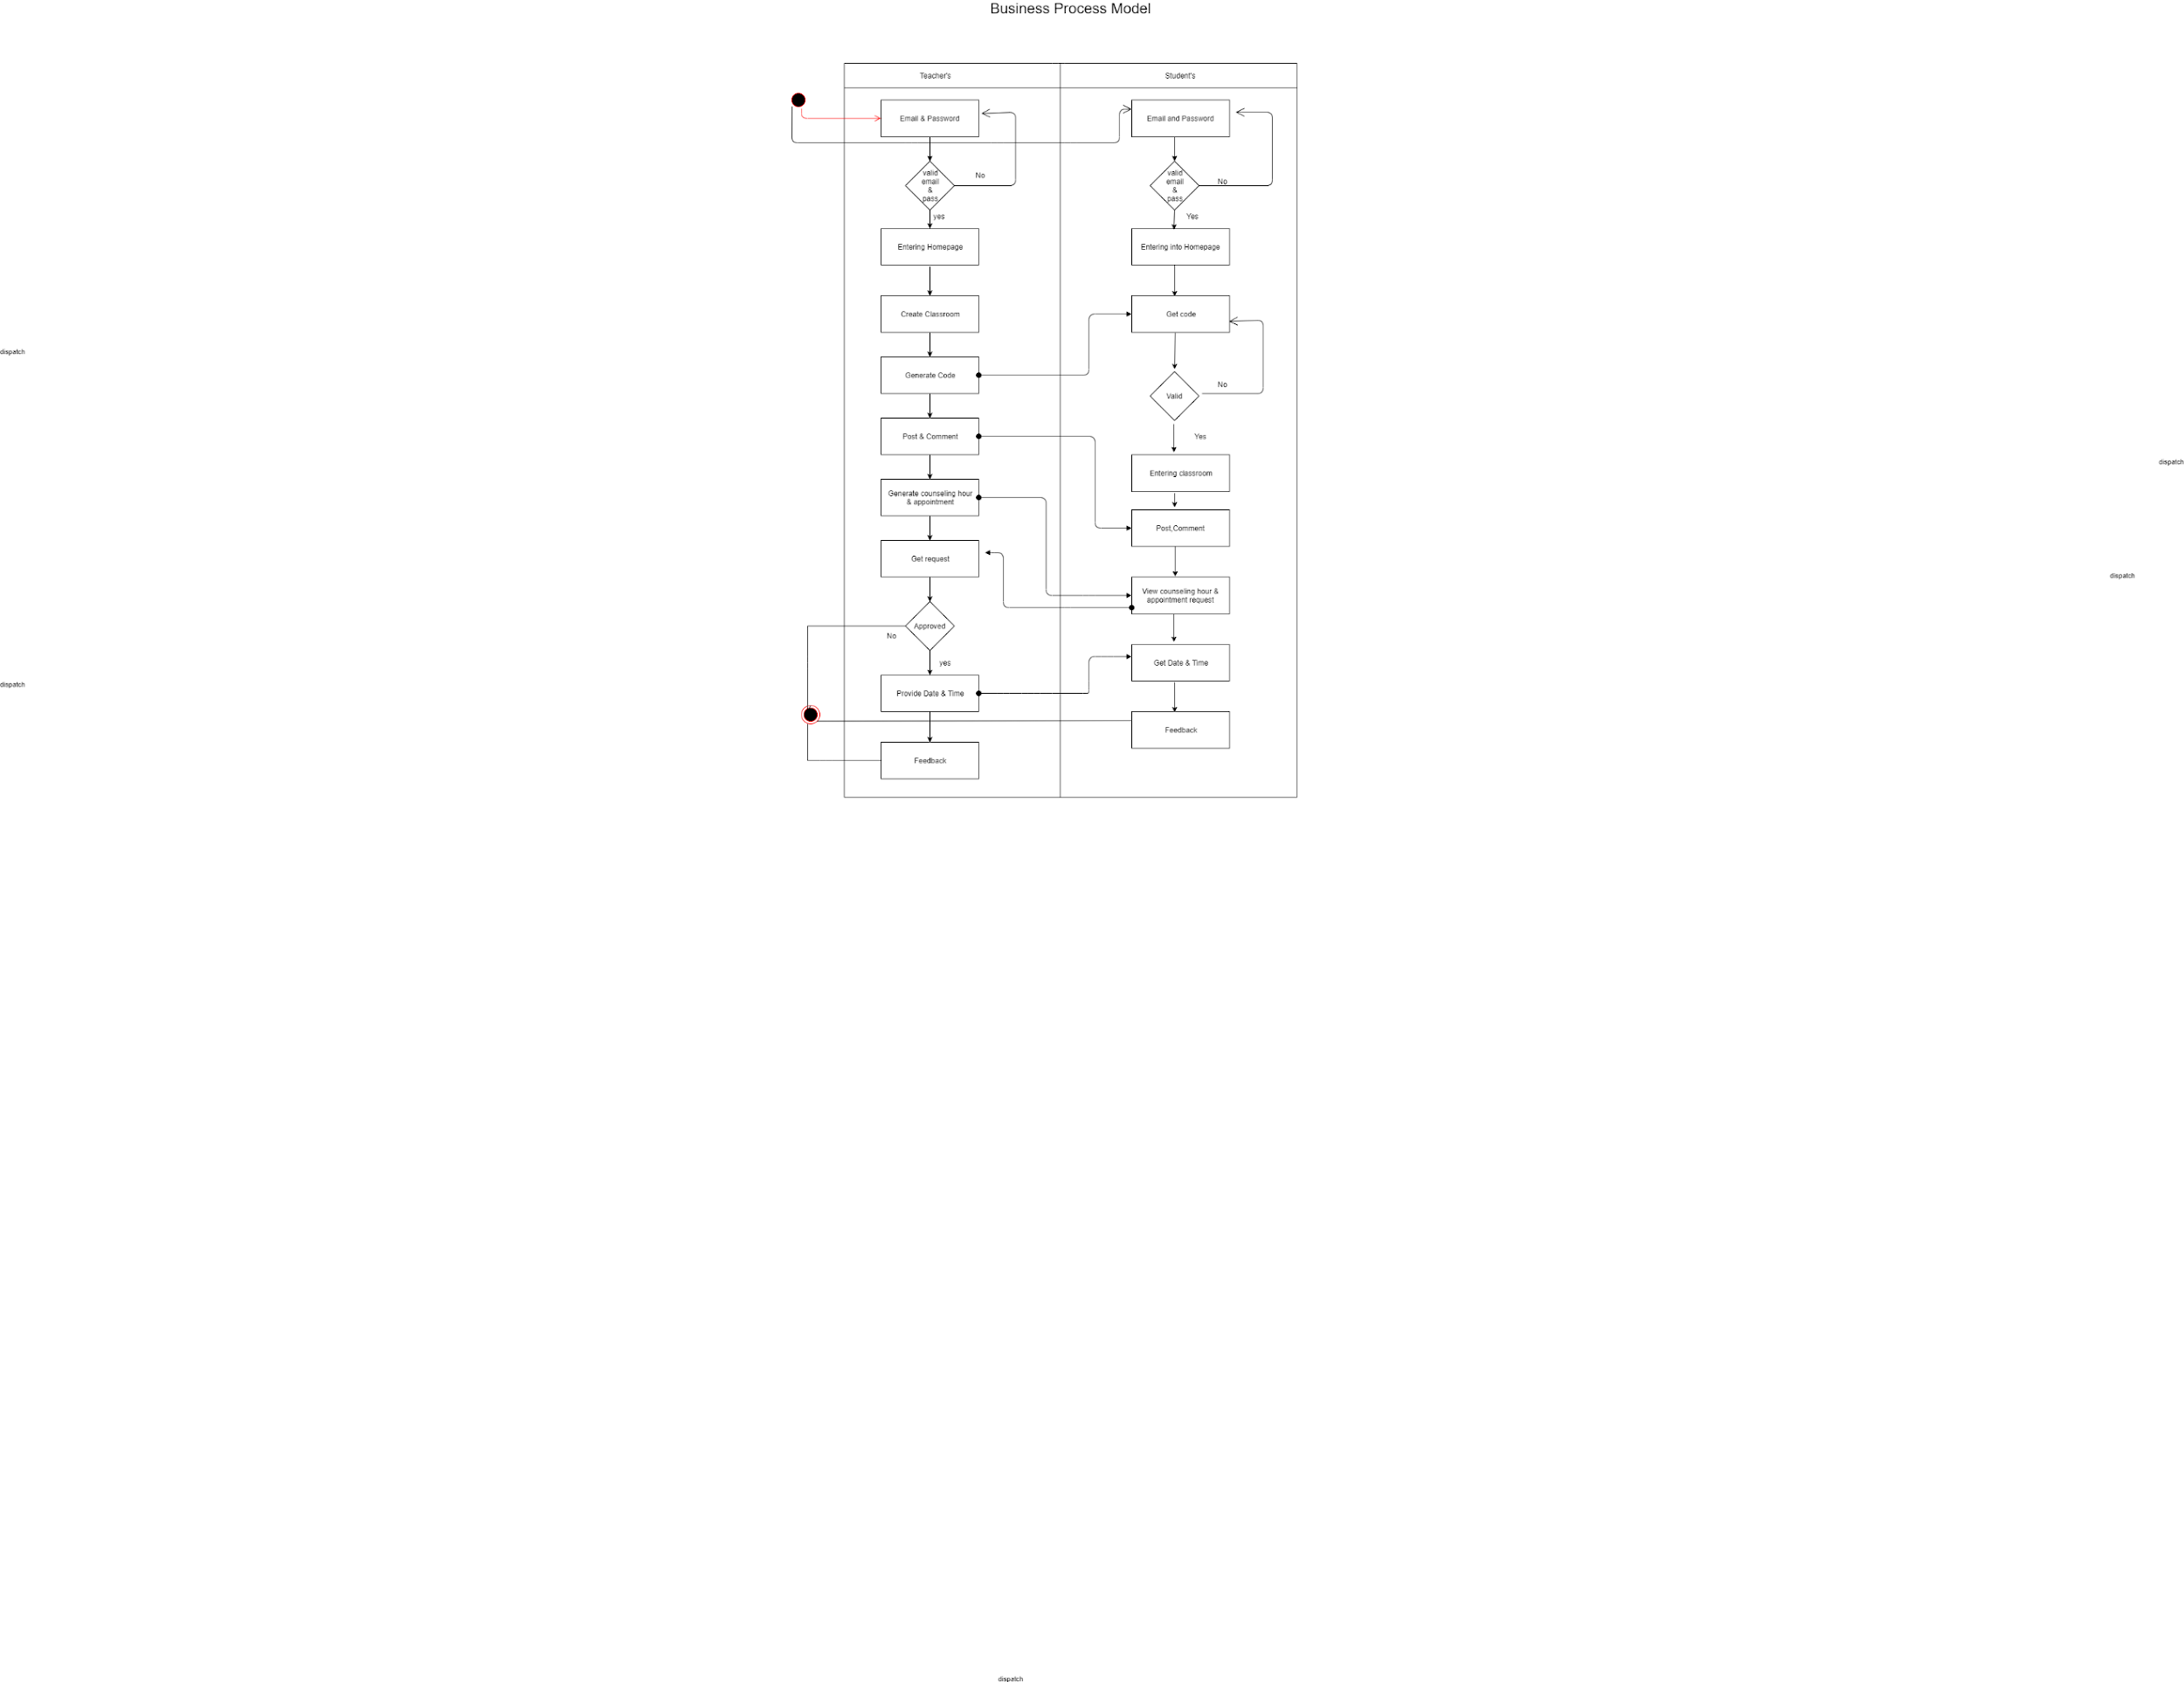 Business Process Model
Teacher's
Student's
Email & Password
Email and Password
valid
email
&
pass
No
valid
email
&
pass
No
yes
Yes
Entering Homepage
Entering into Homepage
Create Classroom
Get code
dispatch
Generate Code
No
Valid
Post & Comment
Yes
dispatch
Entering classroom
Generate counseling hour
& appointment
Post,Comment
Get request
dispatch
View counseling hour &
appointment request
Approved
No
yes
Get Date & Time
dispatch
Provide Date & Time
Feedback
Feedback
dispatch